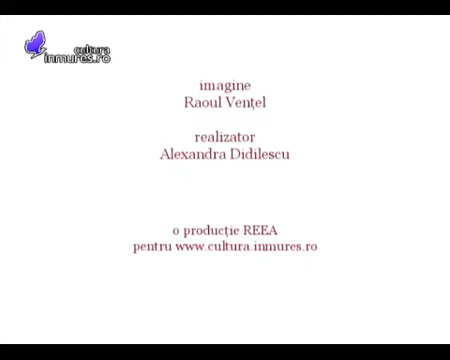 cultura
inmures.ro
imagine
Raoul Vențel
realizator
Alexandra Didilescu
o producție REEA
pentru www.cultura.inmures.ro